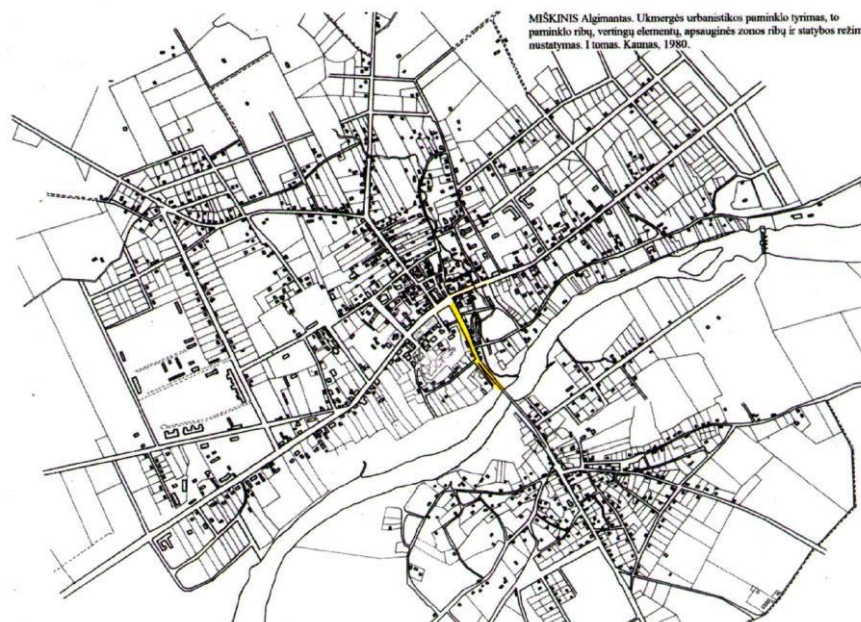 MIŠKINIS Algimantas. Ukmergės urbanistikos paminklo tyrimas, to
paminklo ribų, vertingų elementų, apsauginės zonos ribų ir statybos režim
nustatymas. I tomas. Kaunas, 1980.